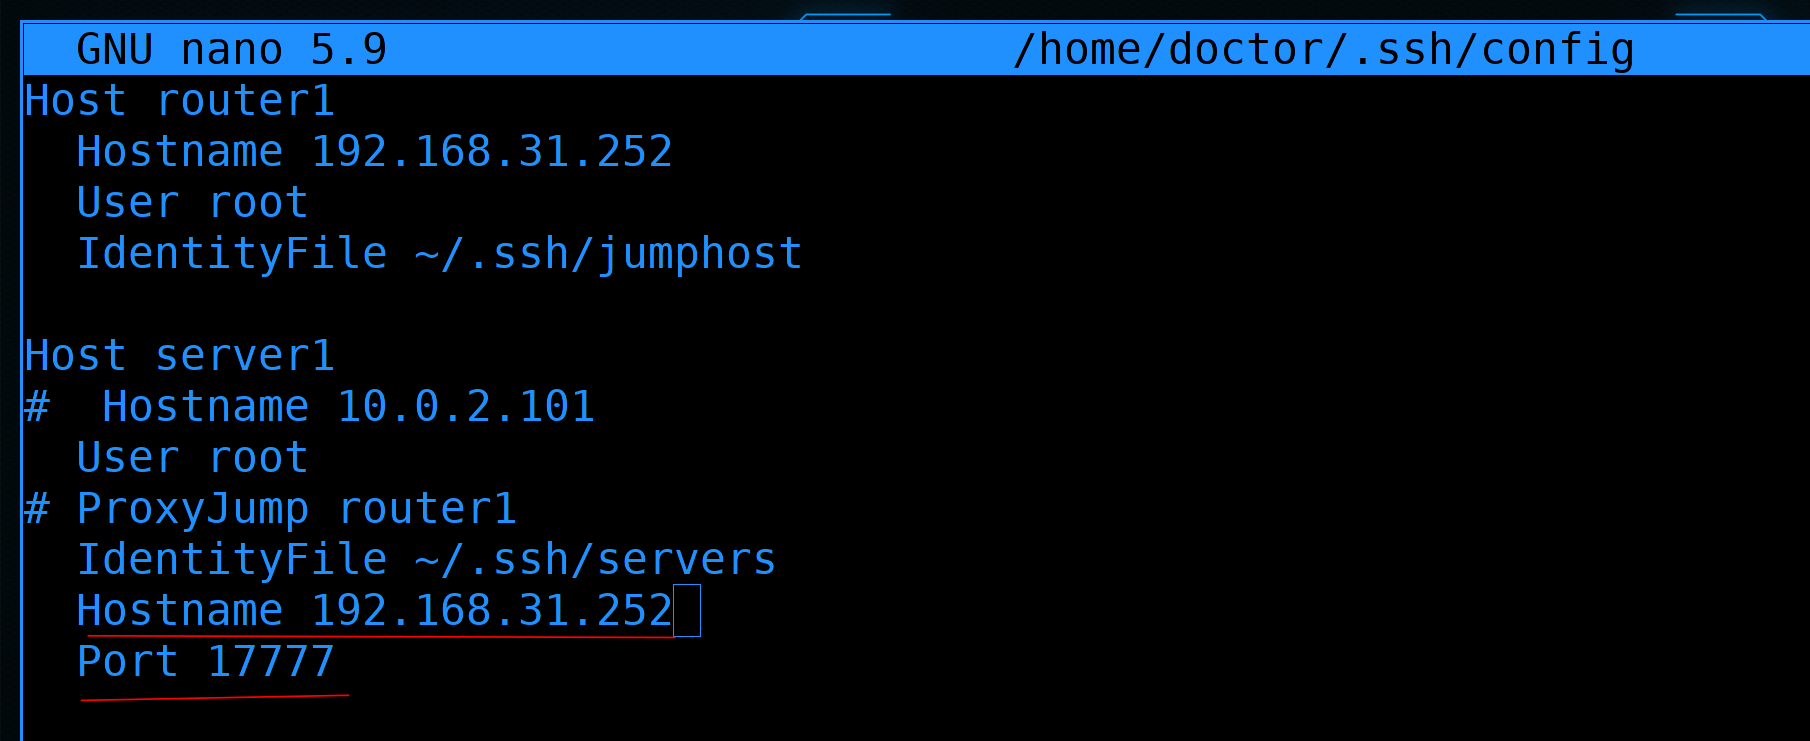 GNU nano 5.9 /home/doctor/.ssh/config
Host router1
  Hostname 192.168.31.252
  User root
  IdentityFile ~/.ssh/jumphost

Host server1
#  Hostname 10.0.2.101
  User root
# ProxyJump router1
  IdentityFile ~/.ssh/servers
  Hostname 192.168.31.252
  Port 17777